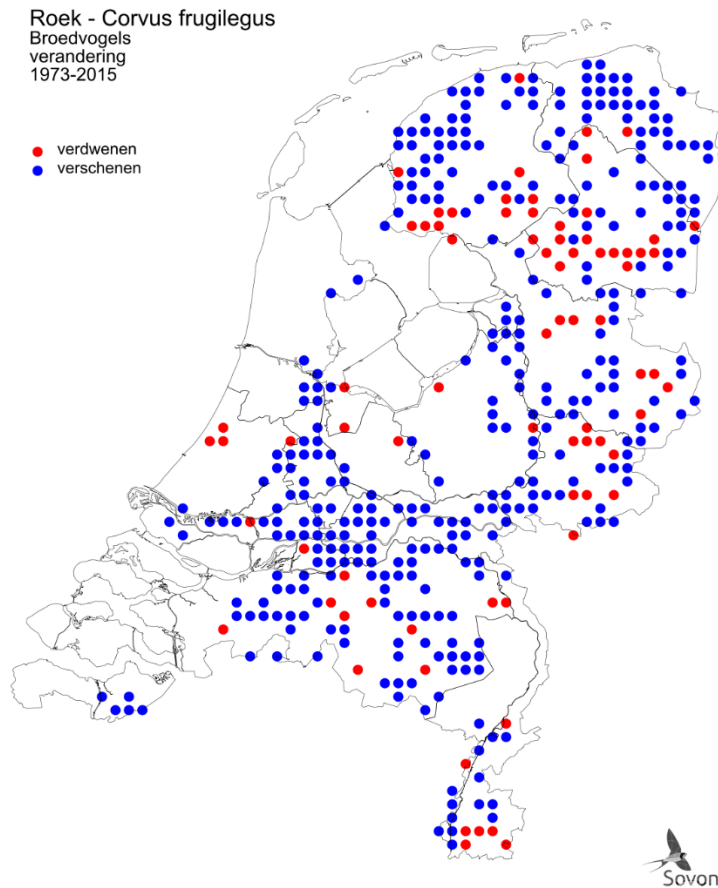 Roek - Corvus frugilegus
Broedvogels
verandering
1973-2015
verdwenen
verschenen
Sovon